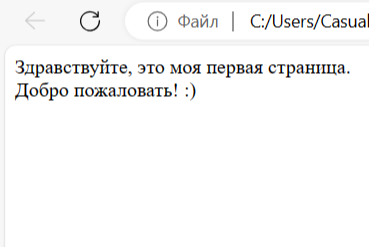 Файл
C:/Users/Casual
Здравствуйте, это моя первая страница.
Добро пожаловать! :)